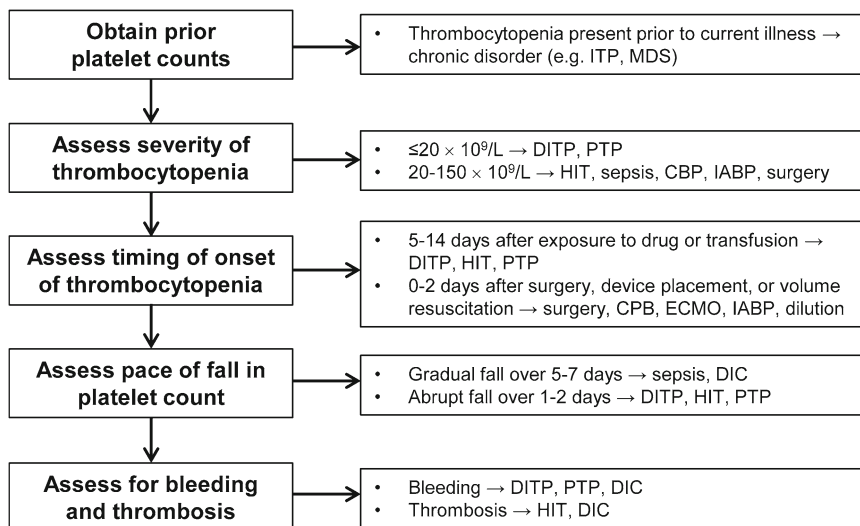 Obtain prior
platelet counts
• Thrombocytopenia present prior to current illness →
chronic disorder (e.g. ITP, MDS)
Assess severity of
thrombocytopenia
• ≤20 × 10⁹/L → DITP, PTP
• 20-150 × 10⁹/L → HIT, sepsis, CBP, IABP, surgery
Assess timing of onset
of thrombocytopenia
• 5-14 days after exposure to drug or transfusion →
DITP, HIT, PTP
• 0-2 days after surgery, device placement, or volume
resuscitation → surgery, CPB, ECMO, IABP, dilution
Assess pace of fall in
platelet count
• Gradual fall over 5-7 days → sepsis, DIC
• Abrupt fall over 1-2 days → DITP, HIT, PTP
Assess for bleeding
and thrombosis
• Bleeding → DITP, PTP, DIC
• Thrombosis → HIT, DIC